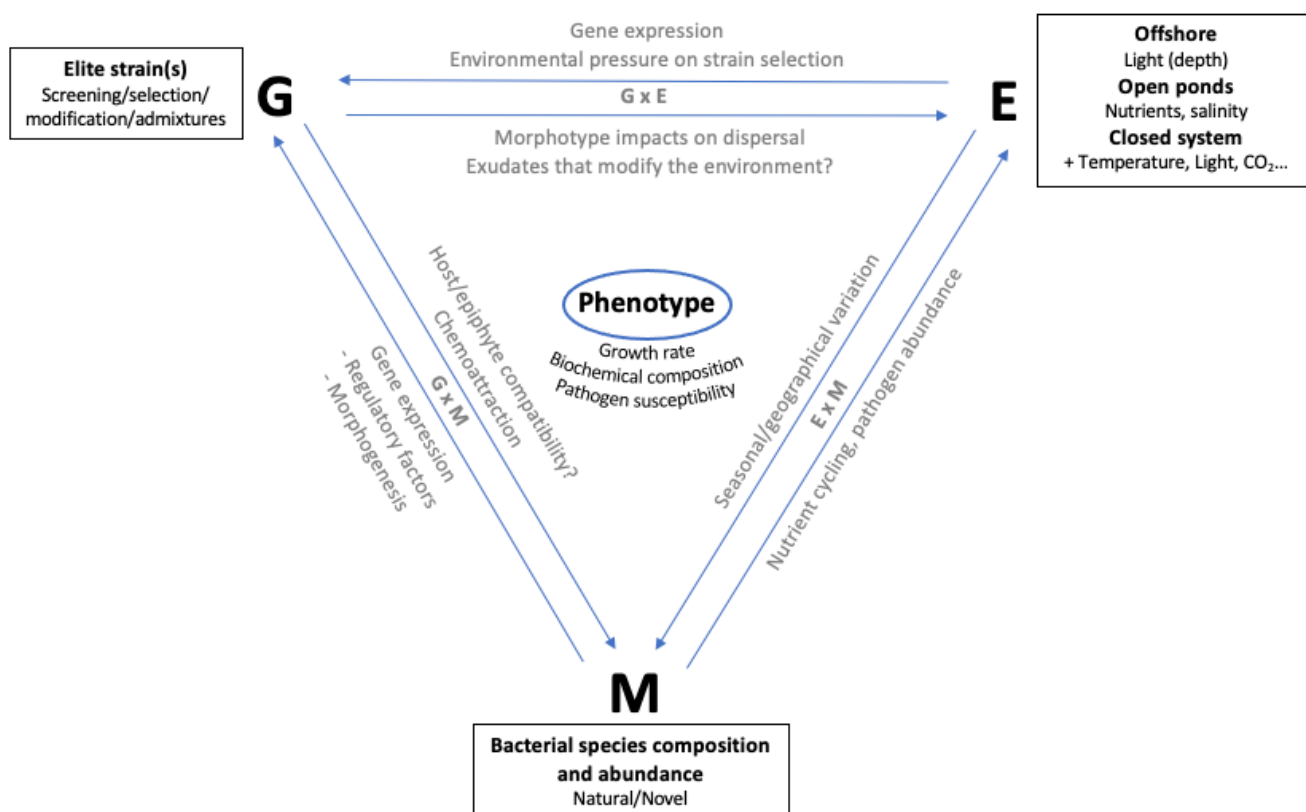 Gene expression
Environmental pressure on strain selection
G x E
Morphotype impacts on dispersal
Exudates that modify the environment?
Elite strain(s)
Screening/selection/
modification/admixtures
G
E
Offshore
Light (depth)
Open ponds
Nutrients, salinity
Closed system
+ Temperature, Light, CO₂...
Host/epiphyte compatibility?
Chemoattraction
G x M
Gene expression
- Regulatory factors
- Morphogenesis
Phenotype
Growth rate
Biochemical composition
Pathogen susceptibility
Seasonal/geographical variation
E x M
Nutrient cycling, pathogen abundance
M
Bacterial species composition
and abundance
Natural/Novel